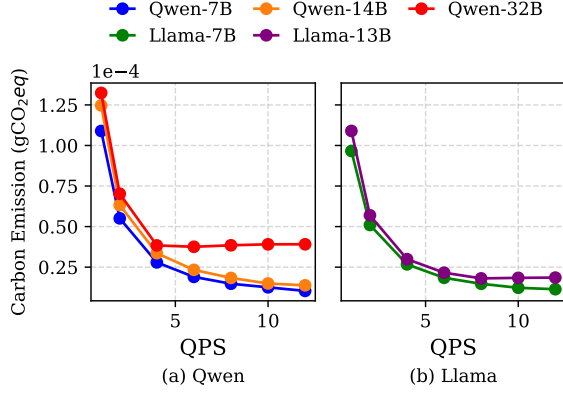 Qwen-7B Qwen-14B Qwen-32B
Llama-7B Llama-13B
1e−4
Carbon Emission (gCO₂eq)
1.25
1.00
0.75
0.50
0.25
5 10 5 10
QPS QPS
(a) Qwen (b) Llama